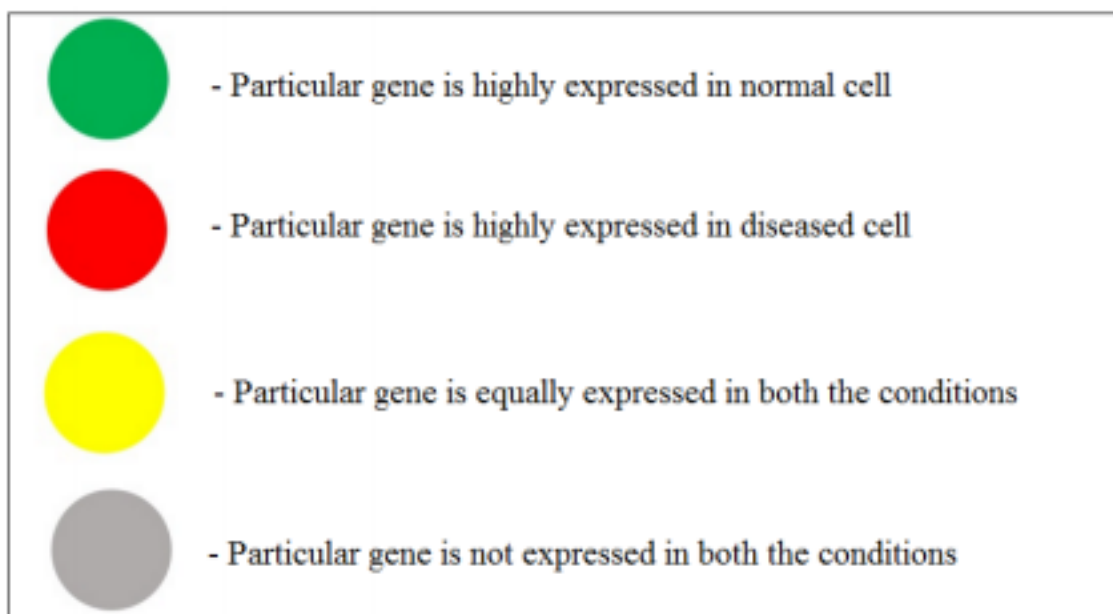 - Particular gene is highly expressed in normal cell
- Particular gene is highly expressed in diseased cell
- Particular gene is equally expressed in both the conditions
- Particular gene is not expressed in both the conditions